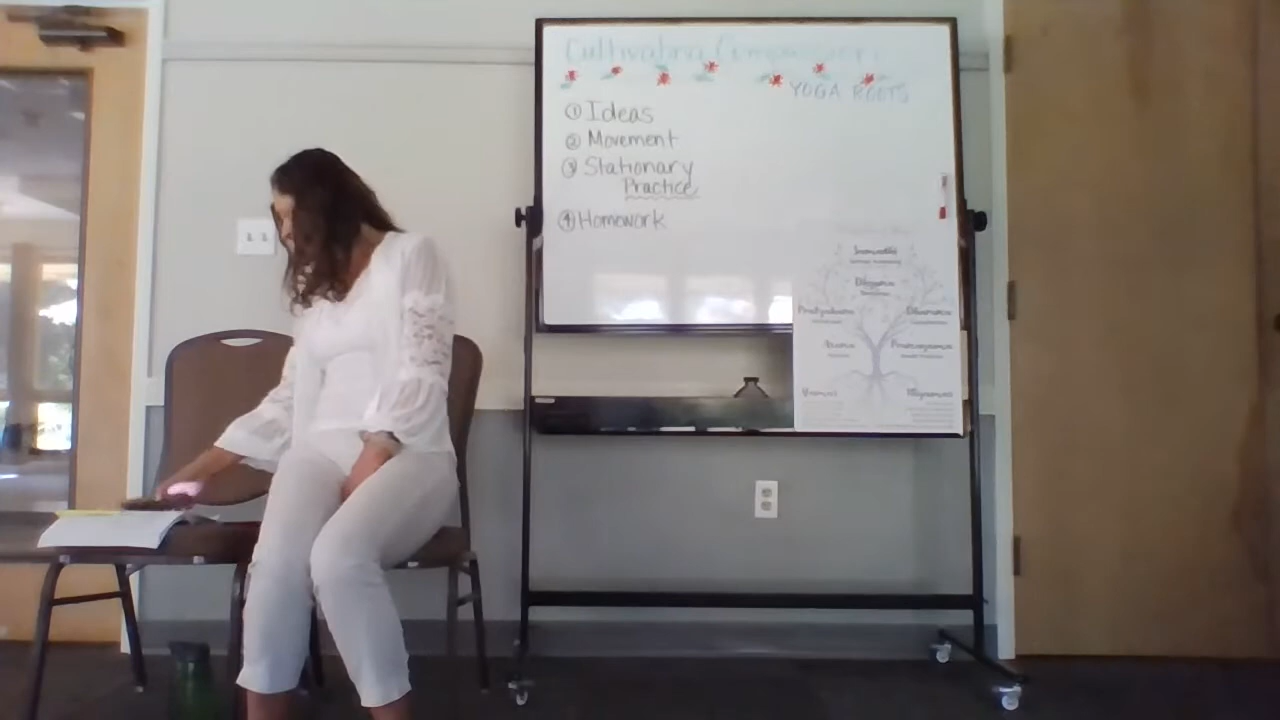 Cultivating Compassion
YOGA ROOTS
① Ideas
② Movement
③ Stationary
Practice
④ Homework
Samadhi
Dhyana
Pratyahara
Dharana
Asana
Pranayama
Yamas
Niyamas